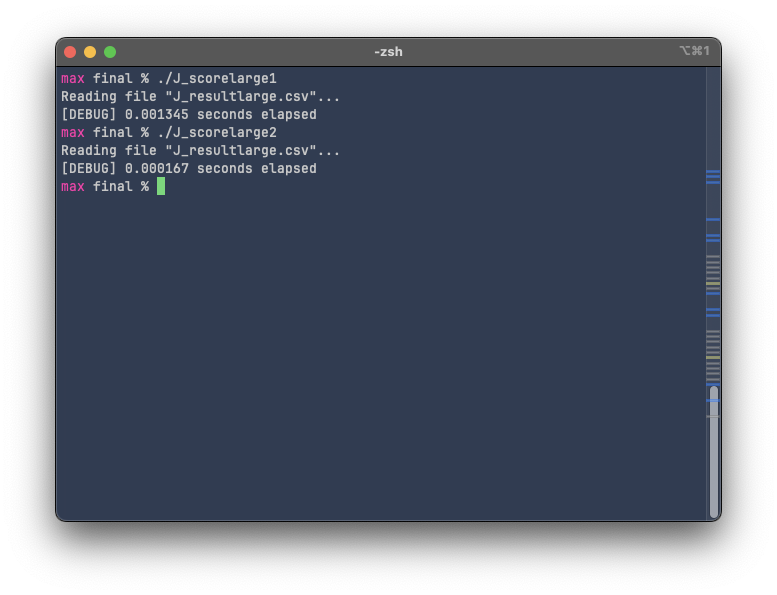 -zsh
⌥⌘1
max final % ./J_scorelarge1
Reading file "J_resultlarge.csv"...
[DEBUG] 0.001345 seconds elapsed
max final % ./J_scorelarge2
Reading file "J_resultlarge.csv"...
[DEBUG] 0.000167 seconds elapsed
max final %